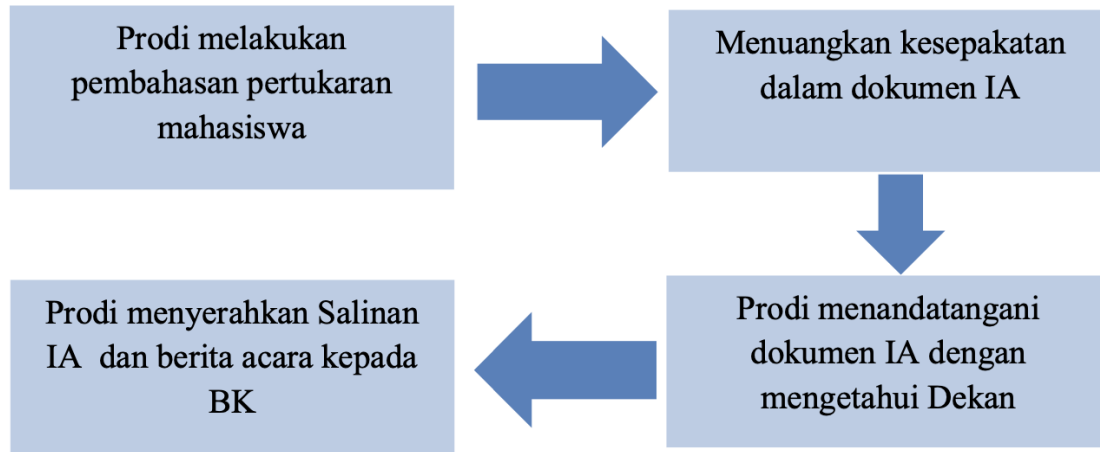 Prodi melakukan
pembahasan pertukaran
mahasiswa
Menuangkan kesepakatan
dalam dokumen IA
Prodi menandatangani
dokumen IA dengan
mengetahui Dekan
Prodi menyerahkan Salinan
IA  dan berita acara kepada
BK